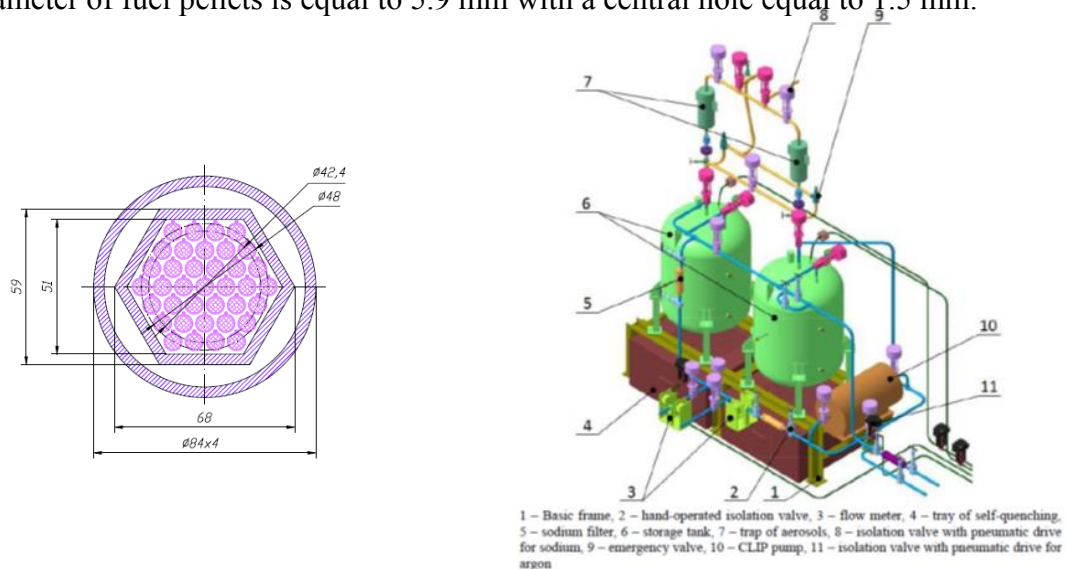 ameter of fuel pellets is equal to 5.9 mm with a central hole equal to 1.5 mm.
8
9
7
Ø42,4
Ø48
6
59
51
5
10
11
68
4
Ø84x4
3
2
1
1 – Basic frame, 2 – hand-operated isolation valve, 3 – flow meter, 4 – tray of self-quenching,
5 – sodium filter, 6 – storage tank, 7 – trap of aerosols, 8 – isolation valve with pneumatic drive
for sodium, 9 – emergency valve, 10 – CLIP pump, 11 – isolation valve with pneumatic drive for
argon